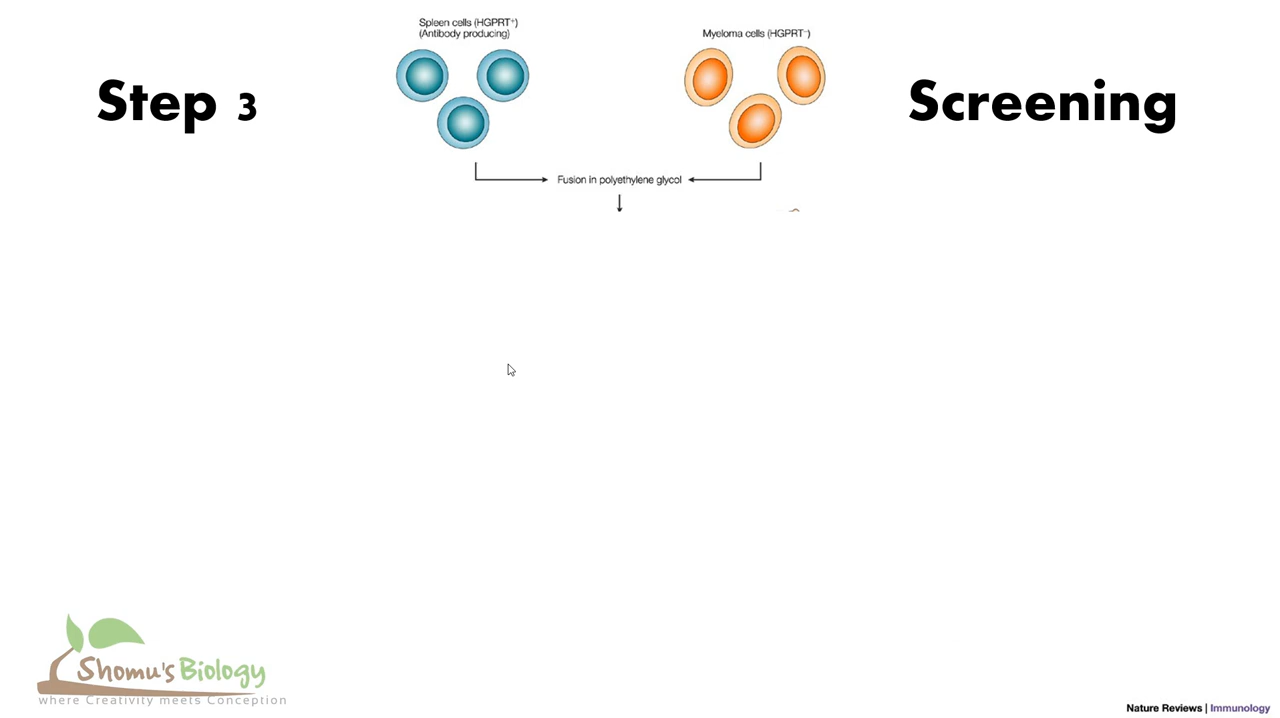 Spleen cells (HGPRT⁺)
(Antibody producing)
Myeloma cells (HGPRT⁻)
Step 3
Screening
Fusion in polyethylene glycol
Shomu's Biology
where Creativity meets Conception
Nature Reviews | Immunology